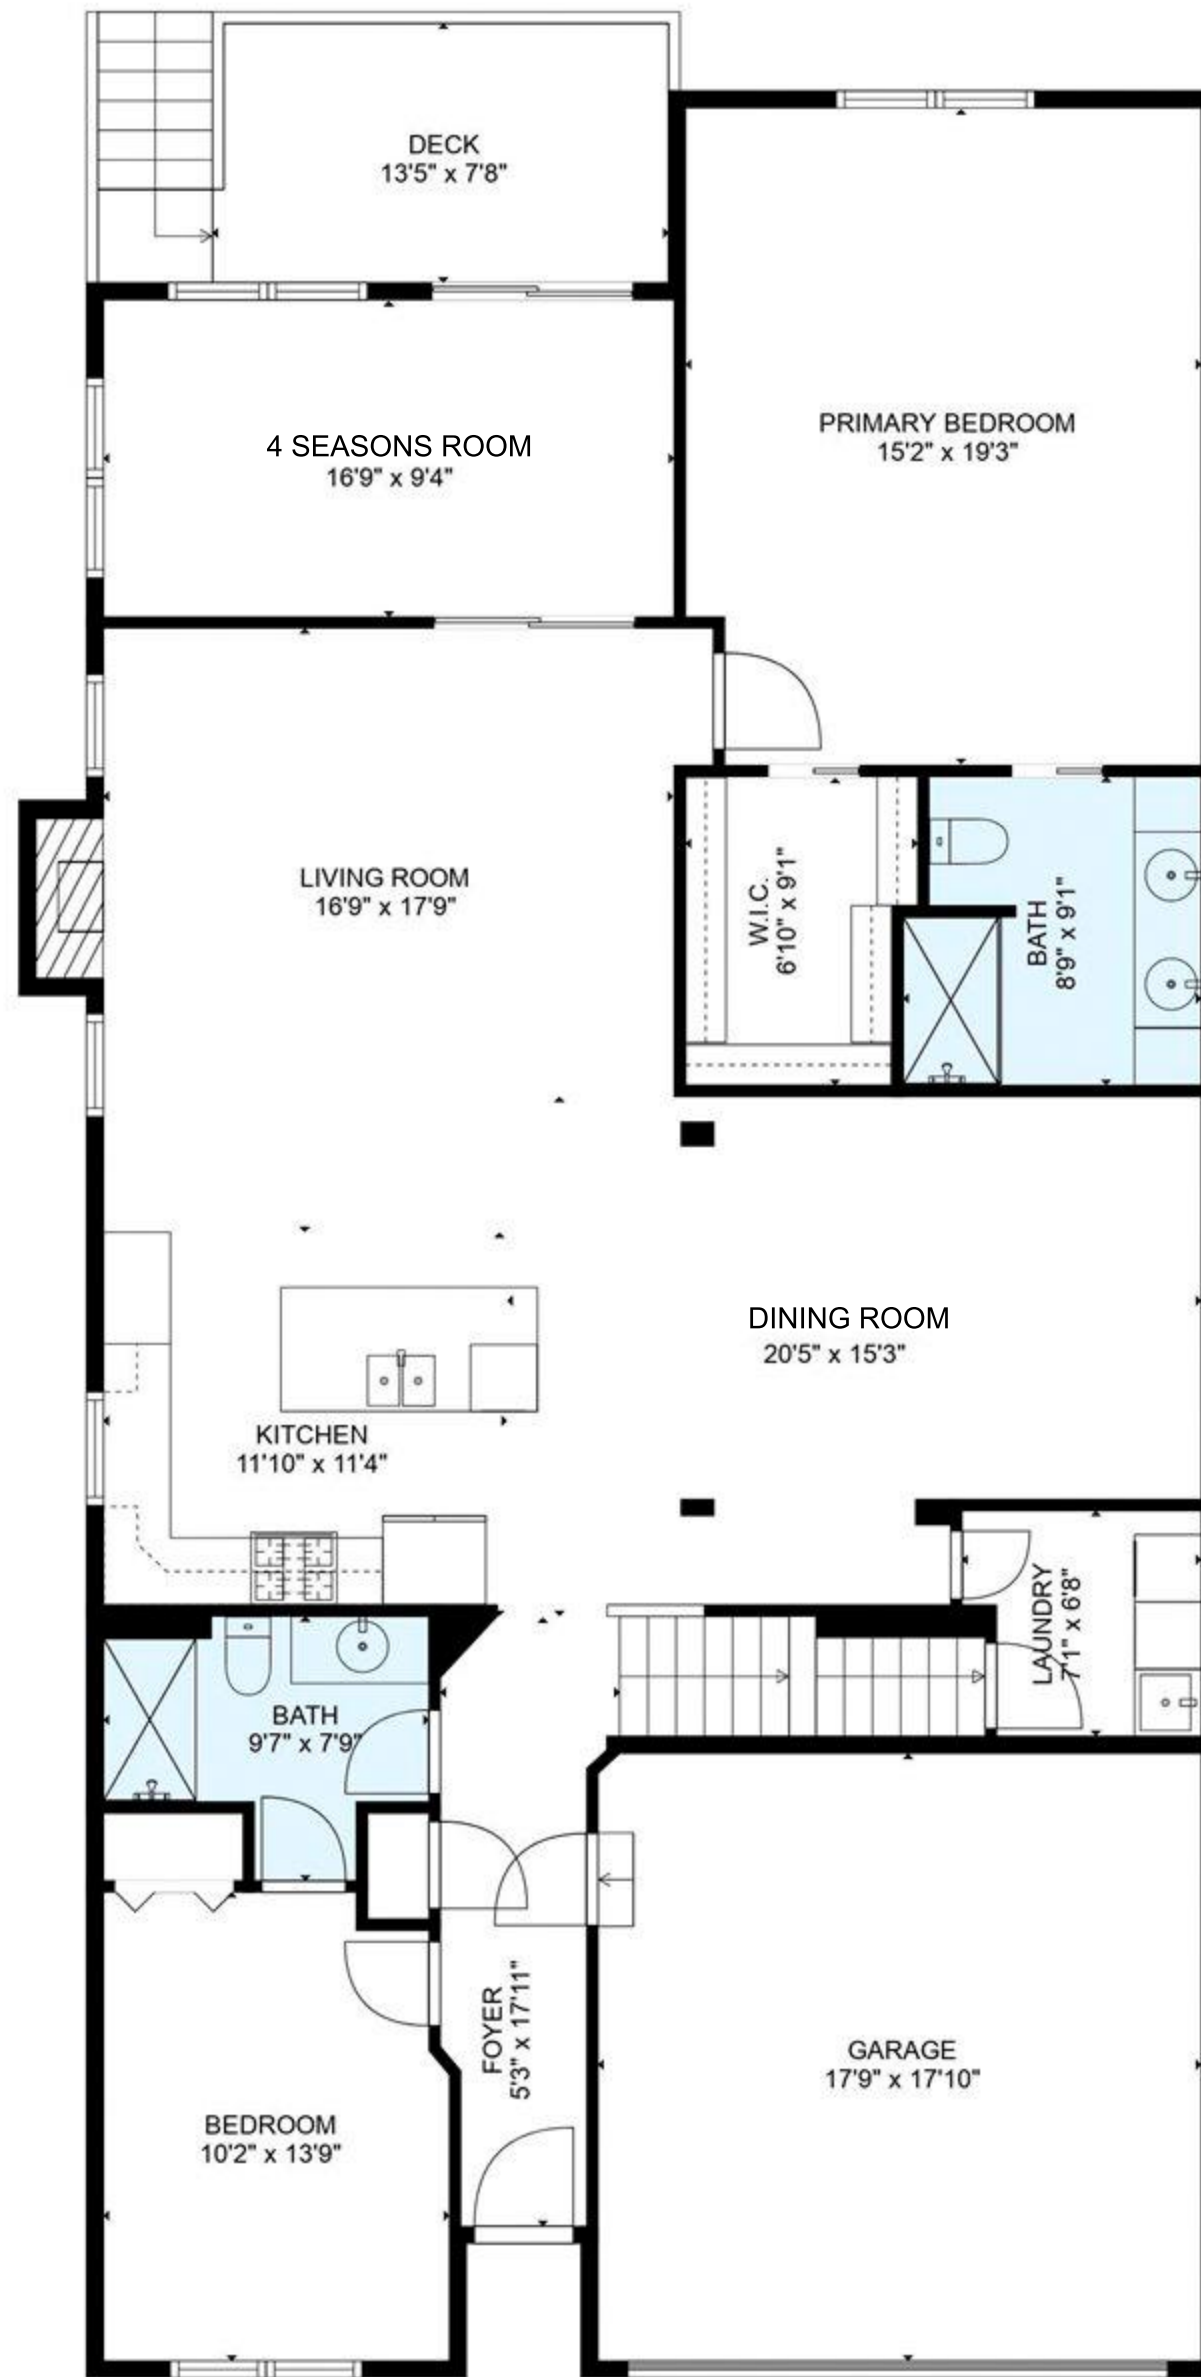 DECK
13'5" x 7'8"
PRIMARY BEDROOM
15'2" x 19'3"
4 SEASONS ROOM
16'9" x 9'4"
LIVING ROOM
16'9" x 17'9"
W.I.C.
6'10" x 9'1"
BATH
8'9" x 9'1"
DINING ROOM
20'5" x 15'3"
KITCHEN
11'10" x 11'4"
LAUNDRY
7'1" x 6'8"
BATH
9'7" x 7'9"
FOYER
5'3" x 17'11"
GARAGE
17'9" x 17'10"
BEDROOM
10'2" x 13'9"